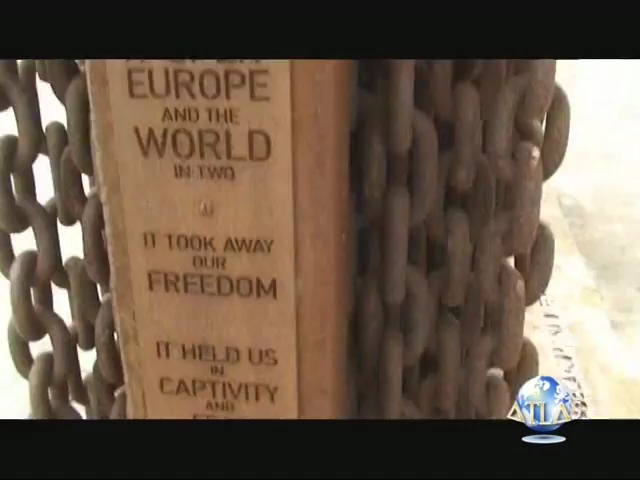 EUROPE
AND THE
WORLD
IN TWO
IT TOOK AWAY
OUR
FREEDOM
IT HELD US
IN
CAPTIVITY
AND
ATLAS